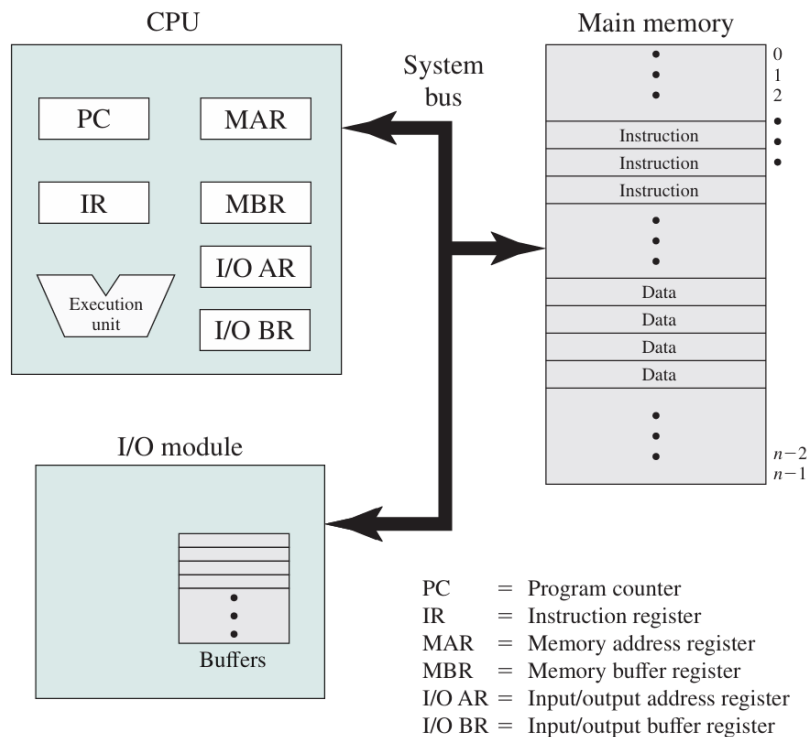 CPU
Main memory
System
bus
PC
MAR
IR
MBR
I/O AR
I/O BR
Execution
unit
0
1
2
Instruction
Instruction
Instruction
Data
Data
Data
Data
n−2
n−1
I/O module
Buffers
PC = Program counter
IR = Instruction register
MAR = Memory address register
MBR = Memory buffer register
I/O AR = Input/output address register
I/O BR = Input/output buffer register